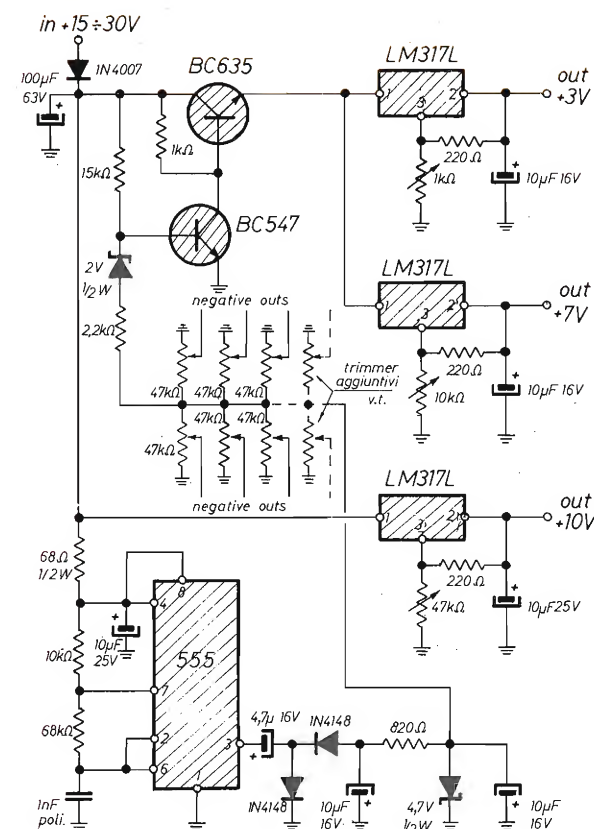 in +15÷30V
1N4007
100µF
63V
BC635
LM317L
1
2
3
out
+3V
1kΩ
220Ω
1kΩ
10µF 16V
15kΩ
BC547
2V
1/2W
2,2kΩ
negative outs
LM317L
1
2
3
out
+7V
220Ω
10kΩ
10µF 16V
47kΩ
47kΩ
47kΩ
47kΩ
47kΩ
47kΩ
trimmer
aggiuntivi
v.t.
negative outs
LM317L
1
2
3
out
+10V
220Ω
47kΩ
10µF25V
68Ω
1/2W
8
4
10µF
25V
10kΩ
555
7
68kΩ
2
3
6
1
1nF
poli.
4,7µ 16V
1N4148
820Ω
1N4148
10µF
16V
4,7V
1/2W
10µF
16V